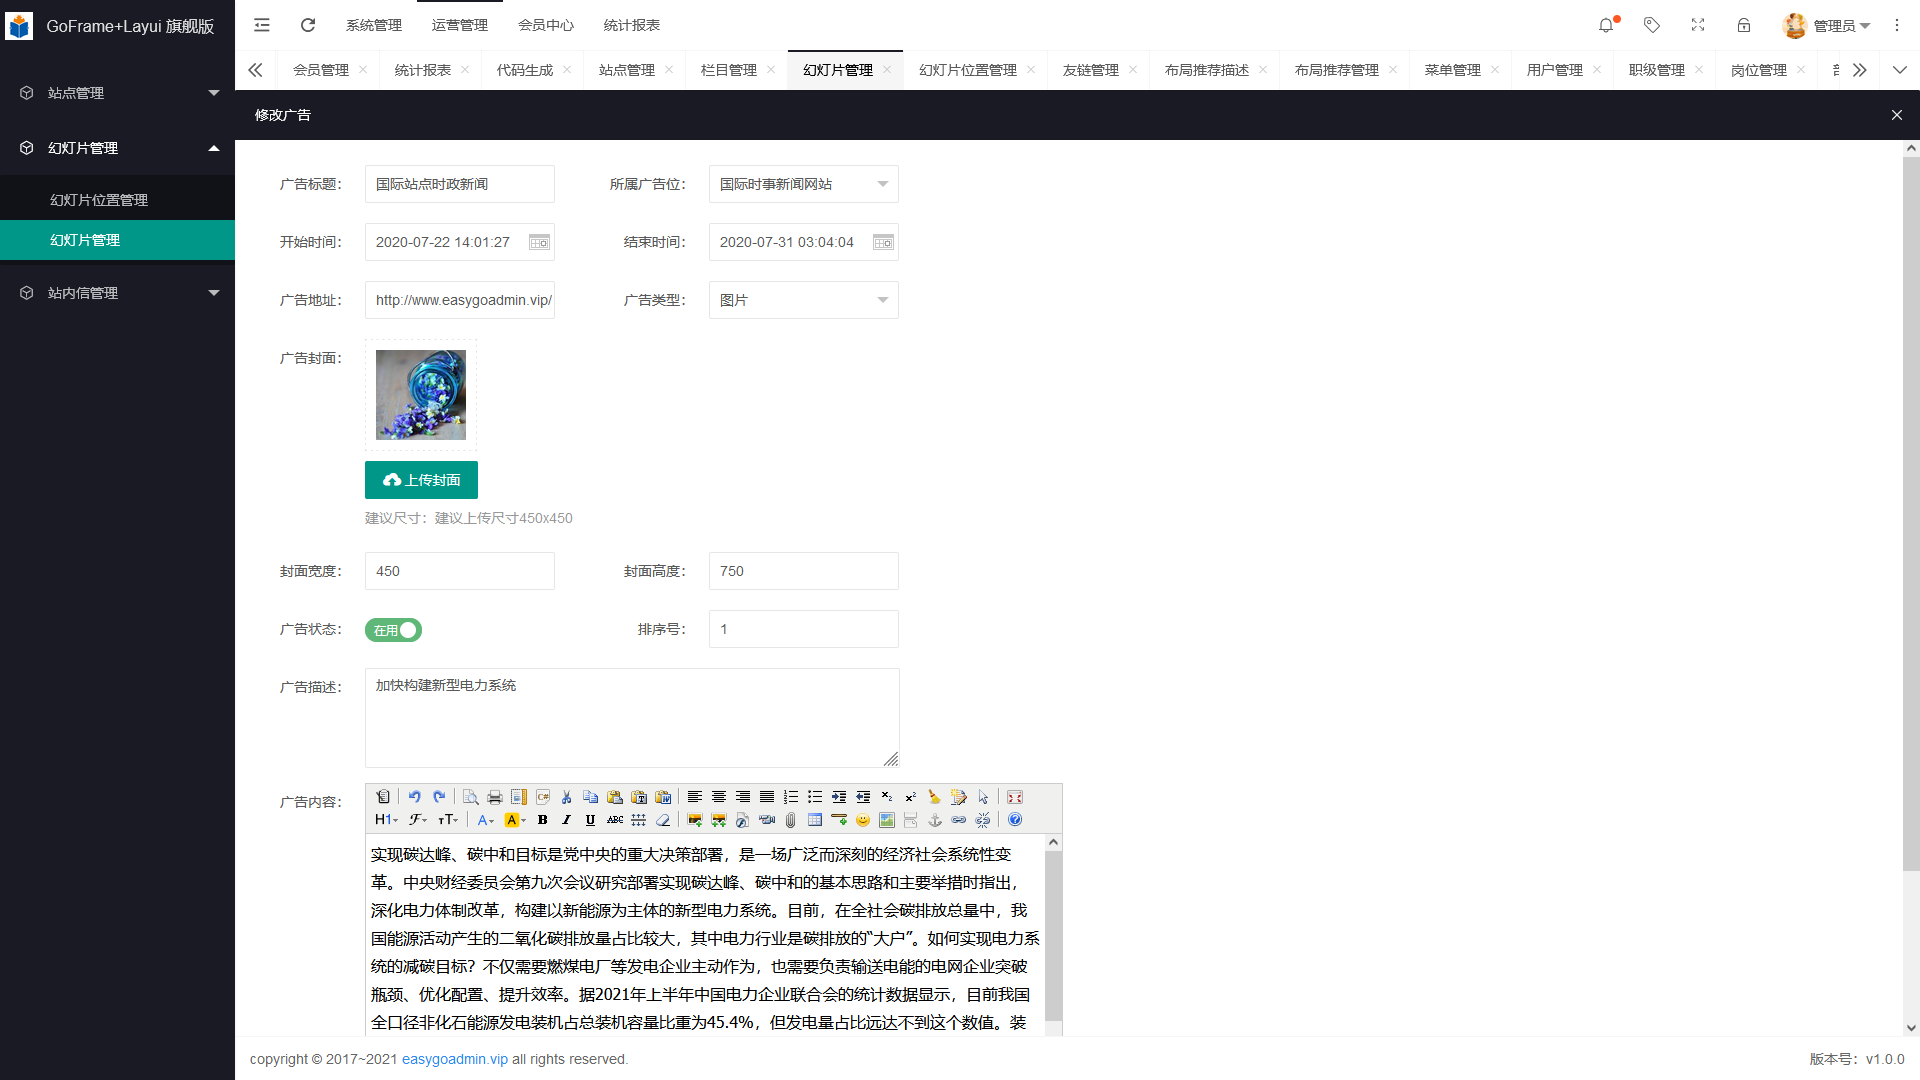 GoFrame+Layui 旗舰版
系统管理 运营管理 会员中心 统计报表
管理员
会员管理 统计报表 代码生成 站点管理 栏目管理 幻灯片管理 幻灯片位置管理 友链管理 布局推荐描述 布局推荐管理 菜单管理 用户管理 职级管理 岗位管理
站点管理
幻灯片管理
幻灯片位置管理
幻灯片管理
站内信管理
修改广告
广告标题： 国际站点时政新闻 所属广告位： 国际时事新闻网站
开始时间： 2020-07-22 14:01:27 结束时间： 2020-07-31 03:04:04
广告地址： http://www.easygoadmin.vip/ 广告类型： 图片
广告封面：
上传封面
建议尺寸：建议上传尺寸450x450
封面宽度： 450 封面高度： 750
广告状态： 在用 排序号： 1
广告描述： 加快构建新型电力系统
广告内容：
实现碳达峰、碳中和目标是党中央的重大决策部署，是一场广泛而深刻的经济社会系统性变
革。中央财经委员会第九次会议研究部署实现碳达峰、碳中和的基本思路和主要举措时指出，
深化电力体制改革，构建以新能源为主体的新型电力系统。目前，在全社会碳排放总量中，我
国能源活动产生的二氧化碳排放量占比较大，其中电力行业是碳排放的“大户”。如何实现电力系
统的减碳目标？不仅需要燃煤电厂等发电企业主动作为，也需要负责输送电能的电网企业突破
瓶颈、优化配置、提升效率。据2021年上半年中国电力企业联合会的统计数据显示，目前我国
全口径非化石能源发电装机占总装机容量比重为45.4%，但发电量占比远达不到这个数值。装
copyright © 2017~2021 easygoadmin.vip all rights reserved.
版本号：v1.0.0